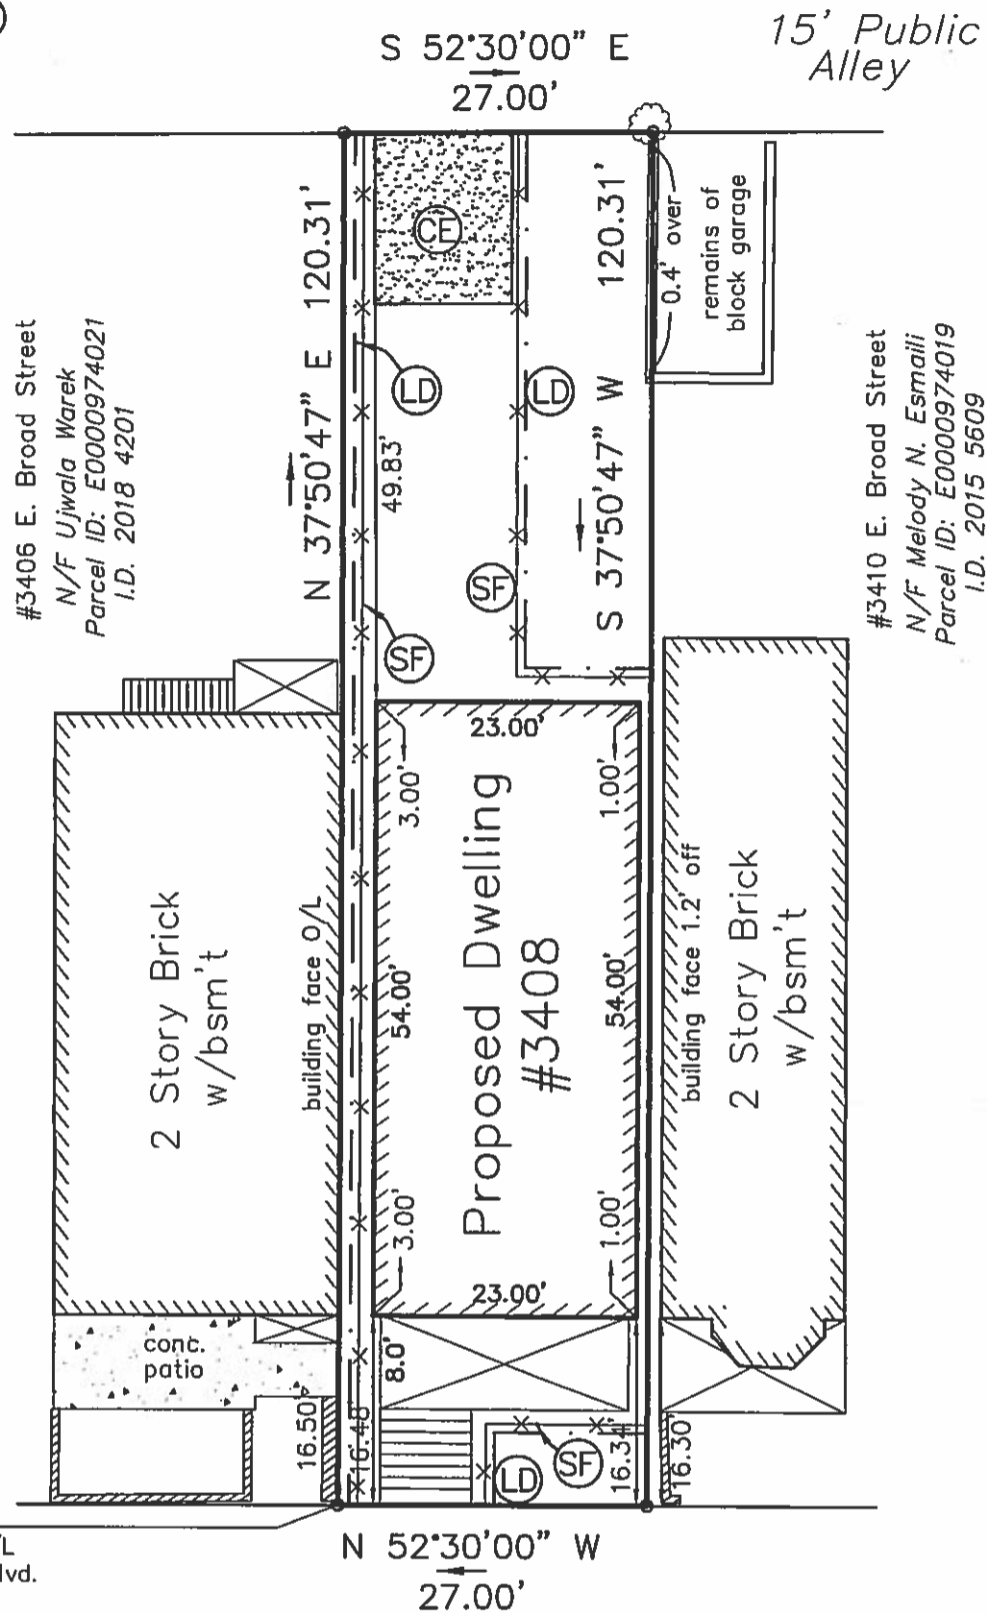 S 52°30'00" E
27.00'
15' Public
Alley
N 37°50'47" E 120.31'
CE
S 37°50'47" W 120.31'
0.4' over
remains of
block garage
#3406 E. Broad Street
N/F Ujwala Warek
Parcel ID: E0000974021
I.D. 2018 4201
LD
LD
49.83'
SF
SF
#3410 E. Broad Street
N/F Melody N. Esmaili
Parcel ID: E0000974019
I.D. 2015 5609
23.00'
3.00'
1.00'
2 Story Brick
w/bsm't
building face O/L
54.00'
Proposed Dwelling
#3408
54.00'
building face 1.2' off
2 Story Brick
w/bsm't
3.00'
1.00'
23.00'
conc.
patio
8.0'
16.50'
16.48'
LD
SF
16.34'
16.30'
N 52°30'00" W
27.00'
/L
lvd.